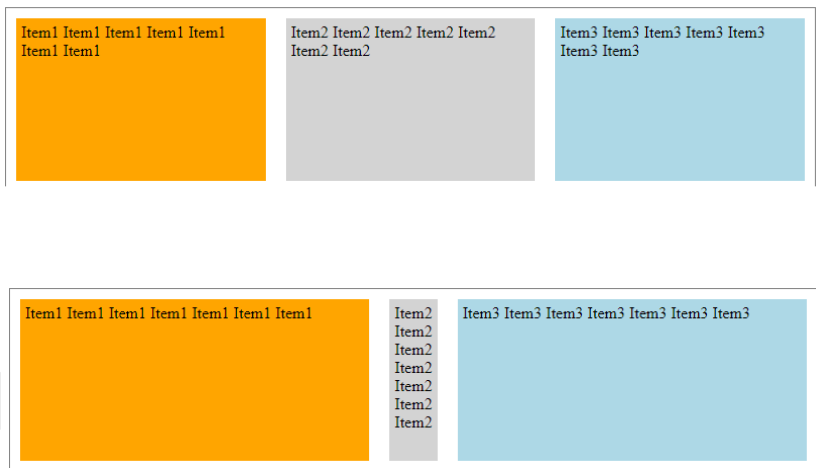 Item1 Item1 Item1 Item1 Item1
Item1 Item1
Item2 Item2 Item2 Item2 Item2
Item2 Item2
Item3 Item3 Item3 Item3 Item3
Item3 Item3
Item1 Item1 Item1 Item1 Item1 Item1 Item1
Item2
Item2
Item2
Item2
Item2
Item2
Item2
Item3 Item3 Item3 Item3 Item3 Item3 Item3